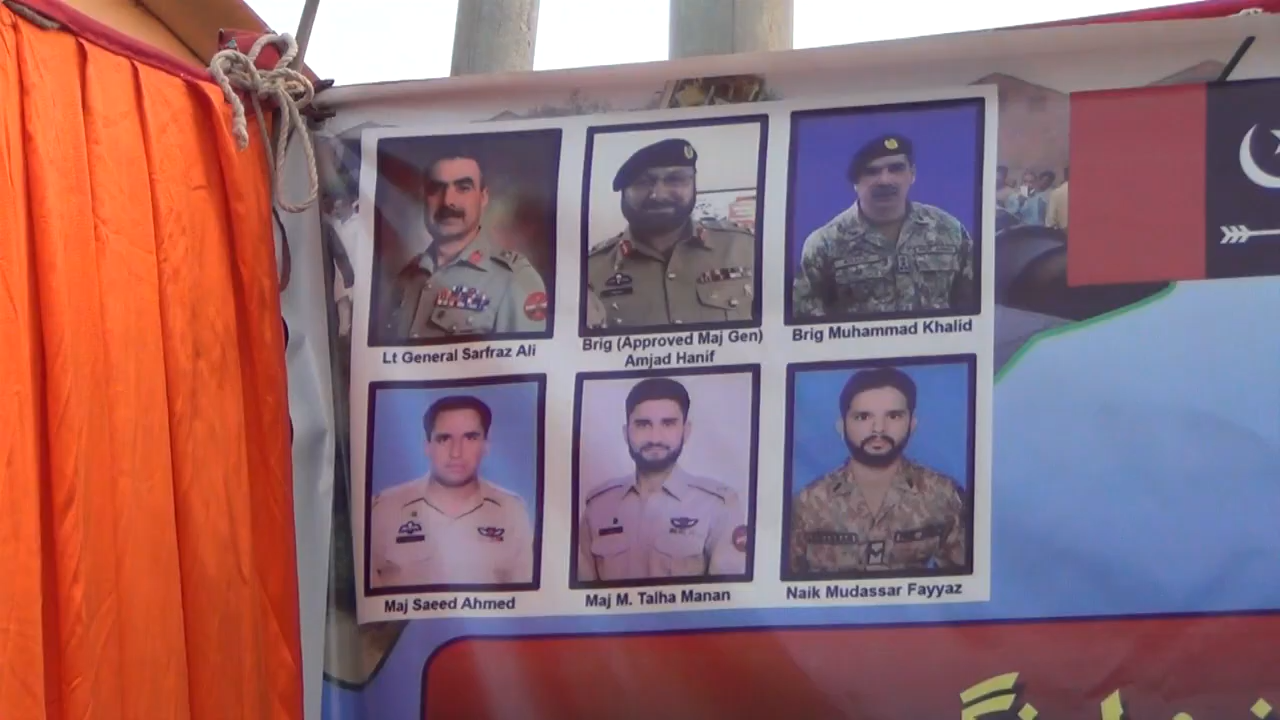 Lt General Sarfraz Ali
Brig (Approved Maj Gen)
Amjad Hanif
Brig Muhammad Khalid
Maj Saeed Ahmed
Maj M. Talha Manan
Naik Mudassar Fayyaz